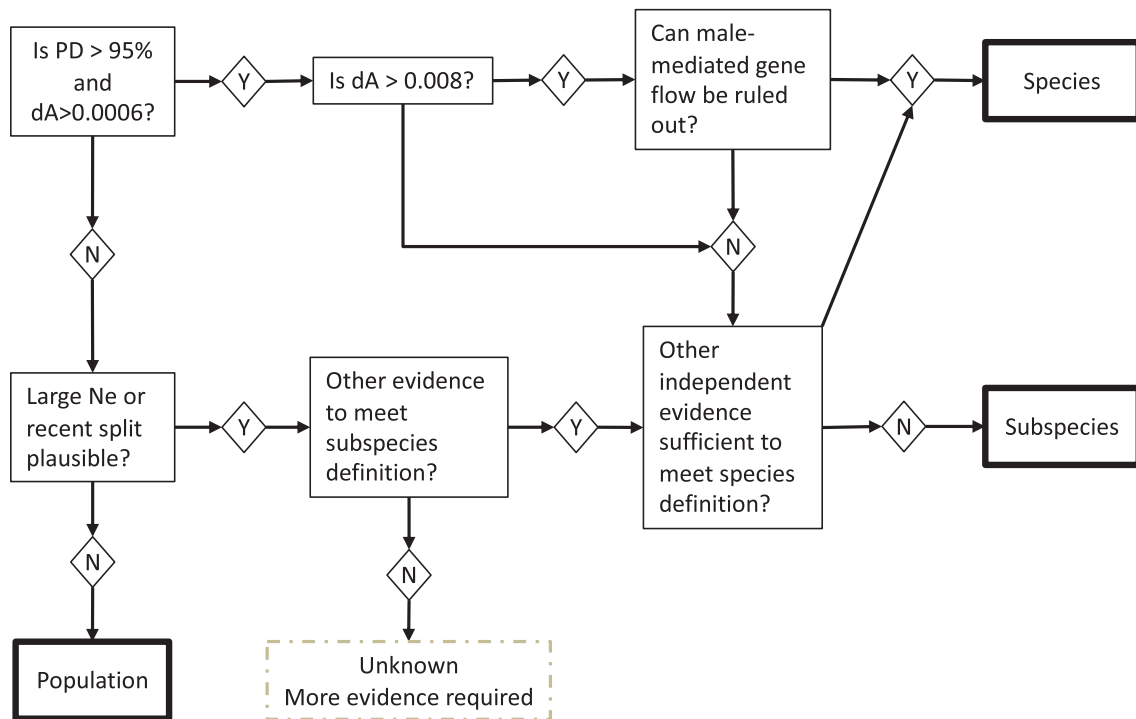 Is PD > 95%
and
dA>0.0006?
Y
Is dA > 0.008?
Y
Can male-
mediated gene
flow be ruled
out?
Y
Species
N
N
Large Ne or
recent split
plausible?
Y
Other evidence
to meet
subspecies
definition?
Y
Other
independent
evidence
sufficient to
meet species
definition?
N
Subspecies
N
N
Population
Unknown
More evidence required